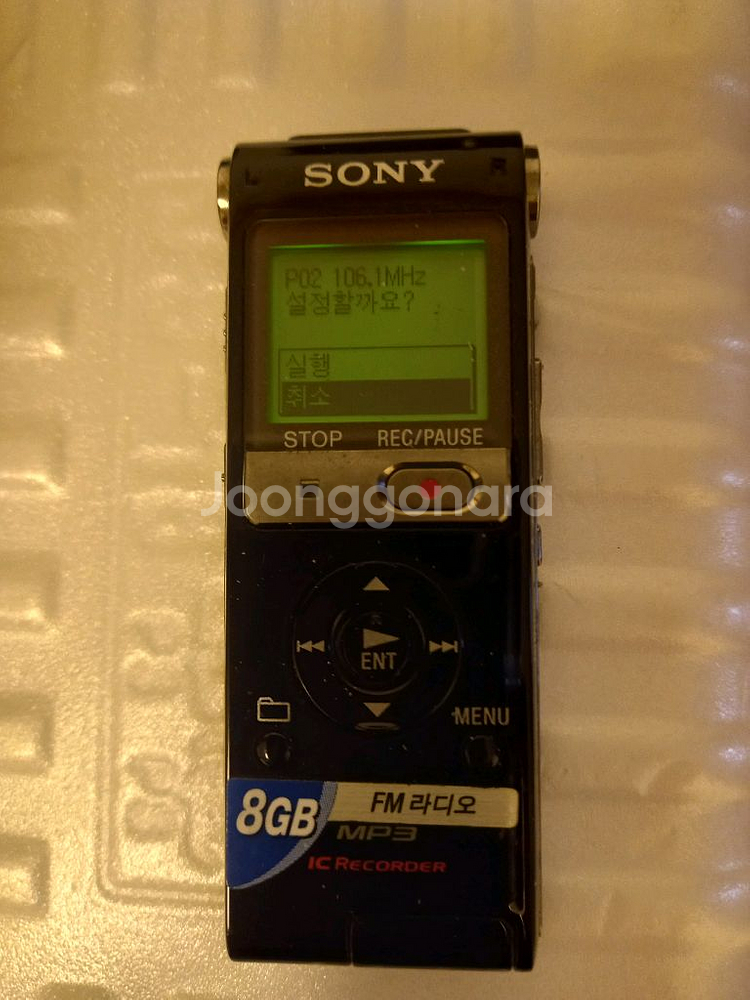 L SONY R
P02 106.1MHz
설정할까요?
실행
취소
STOP REC/PAUSE
Joonggonara
ENT
MENU
8GB FM 라디오
MP3
IC RECORDER